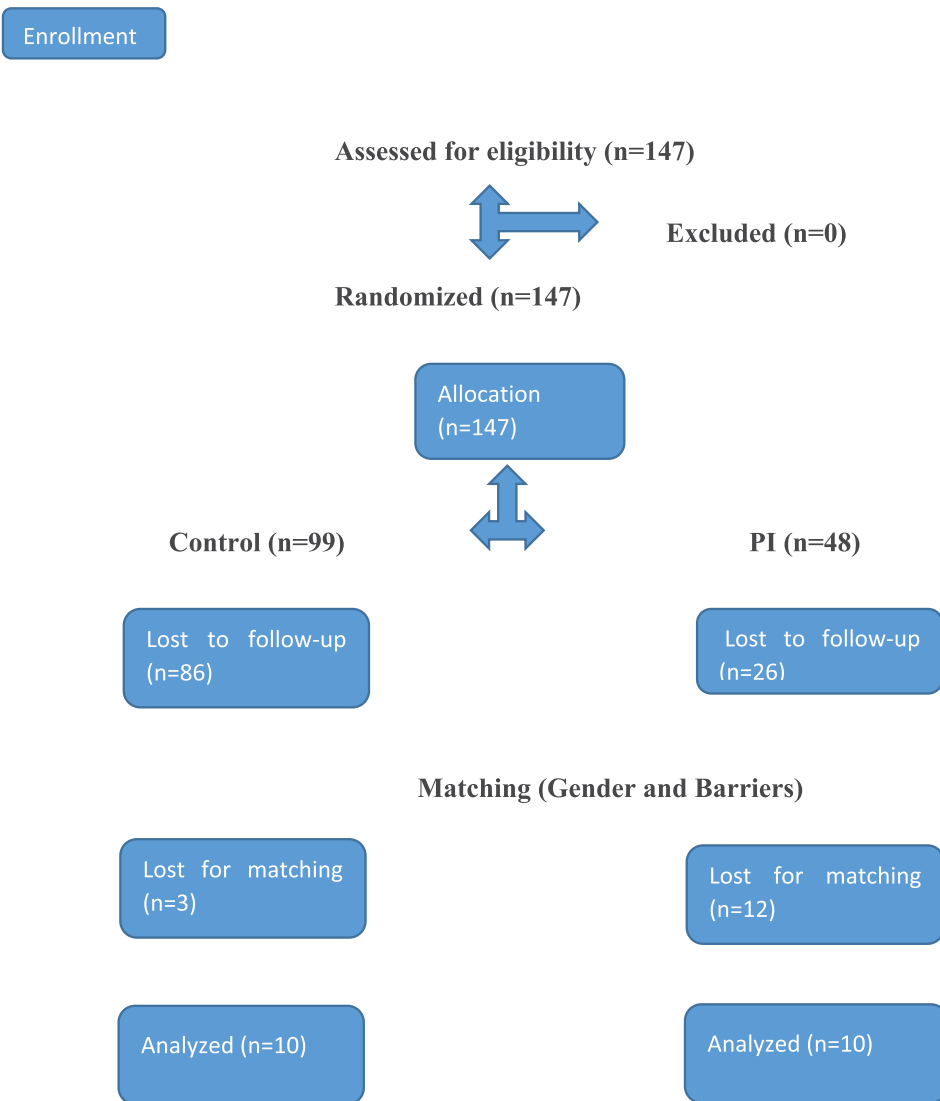 Enrollment
Assessed for eligibility (n=147)
Excluded (n=0)
Randomized (n=147)
Allocation
(n=147)
Control (n=99)
PI (n=48)
Lost to follow-up
(n=86)
Lost to follow-up
(n=26)
Matching (Gender and Barriers)
Lost for matching
(n=3)
Lost for matching
(n=12)
Analyzed (n=10)
Analyzed (n=10)